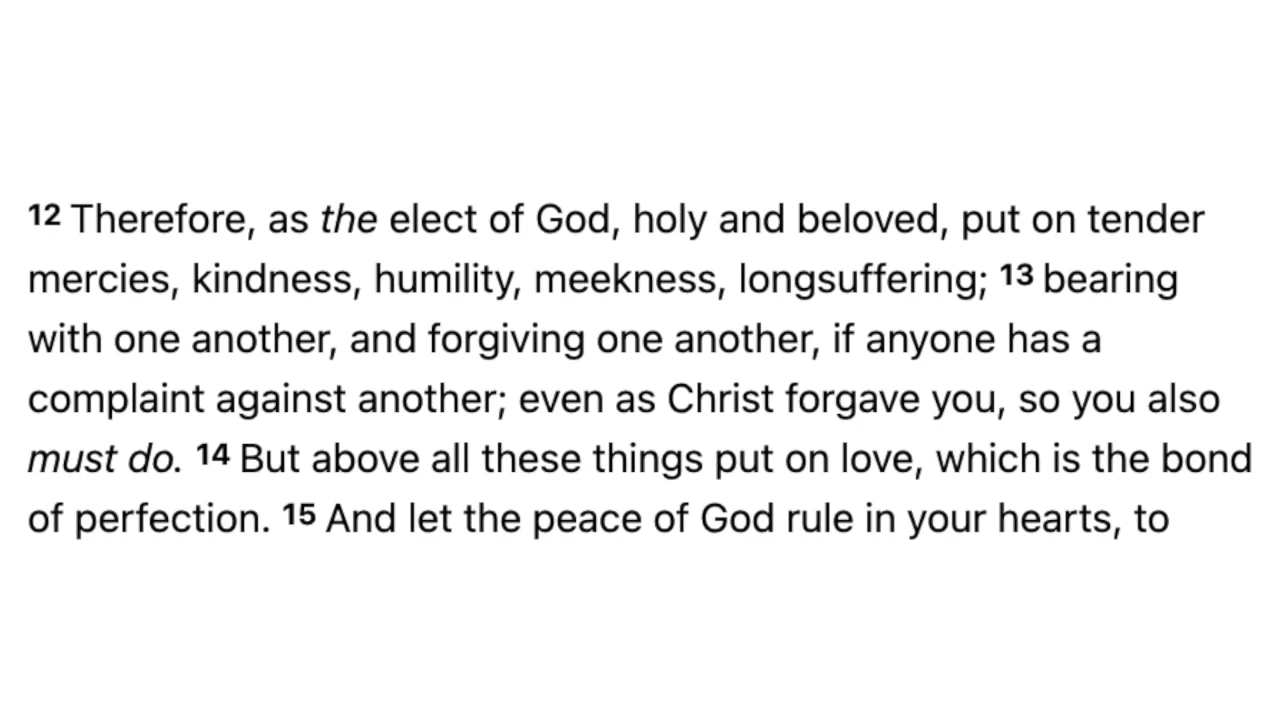 12 Therefore, as the elect of God, holy and beloved, put on tender
mercies, kindness, humility, meekness, longsuffering; 13 bearing
with one another, and forgiving one another, if anyone has a
complaint against another; even as Christ forgave you, so you also
must do. 14 But above all these things put on love, which is the bond
of perfection. 15 And let the peace of God rule in your hearts, to